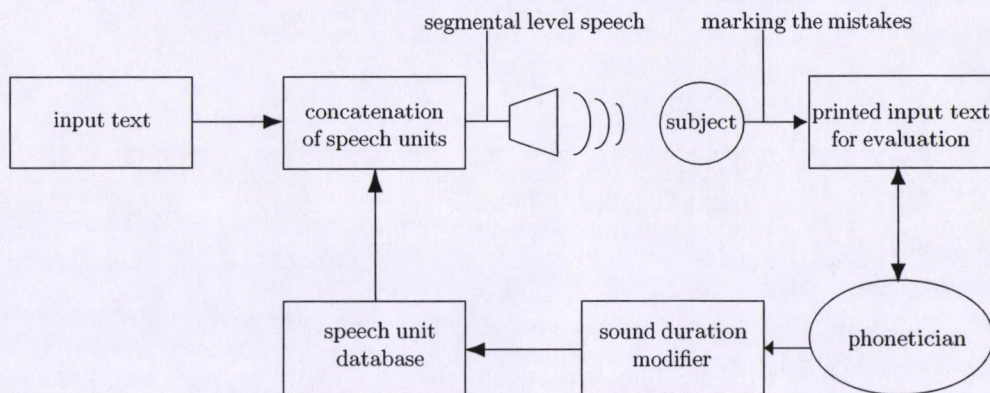 segmental level speech
marking the mistakes
input text
concatenation
of speech units
subject
printed input text
for evaluation
speech unit
database
sound duration
modifier
phonetician